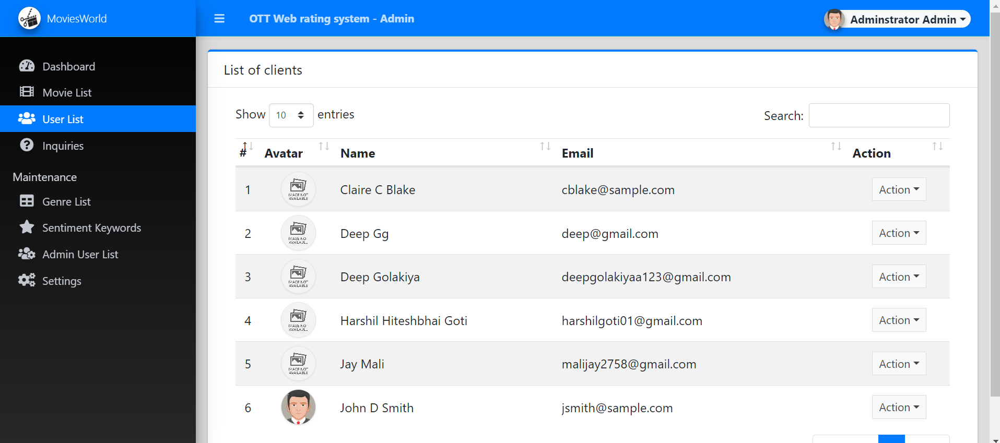 MoviesWorld
OTT Web rating system - Admin
Adminstrator Admin
Dashboard
Movie List
User List
Inquiries
Maintenance
Genre List
Sentiment Keywords
Admin User List
Settings
List of clients
Show 10 entries
Search:
# Avatar Name Email Action
1 IMAGE NOT AVAILABLE Claire C Blake cblake@sample.com Action
2 IMAGE NOT AVAILABLE Deep Gg deep@gmail.com Action
3 IMAGE NOT AVAILABLE Deep Golakiya deepgolakiyaa123@gmail.com Action
4 IMAGE NOT AVAILABLE Harshil Hiteshbhai Goti harshilgoti01@gmail.com Action
5 IMAGE NOT AVAILABLE Jay Mali malijay2758@gmail.com Action
6 John D Smith jsmith@sample.com Action